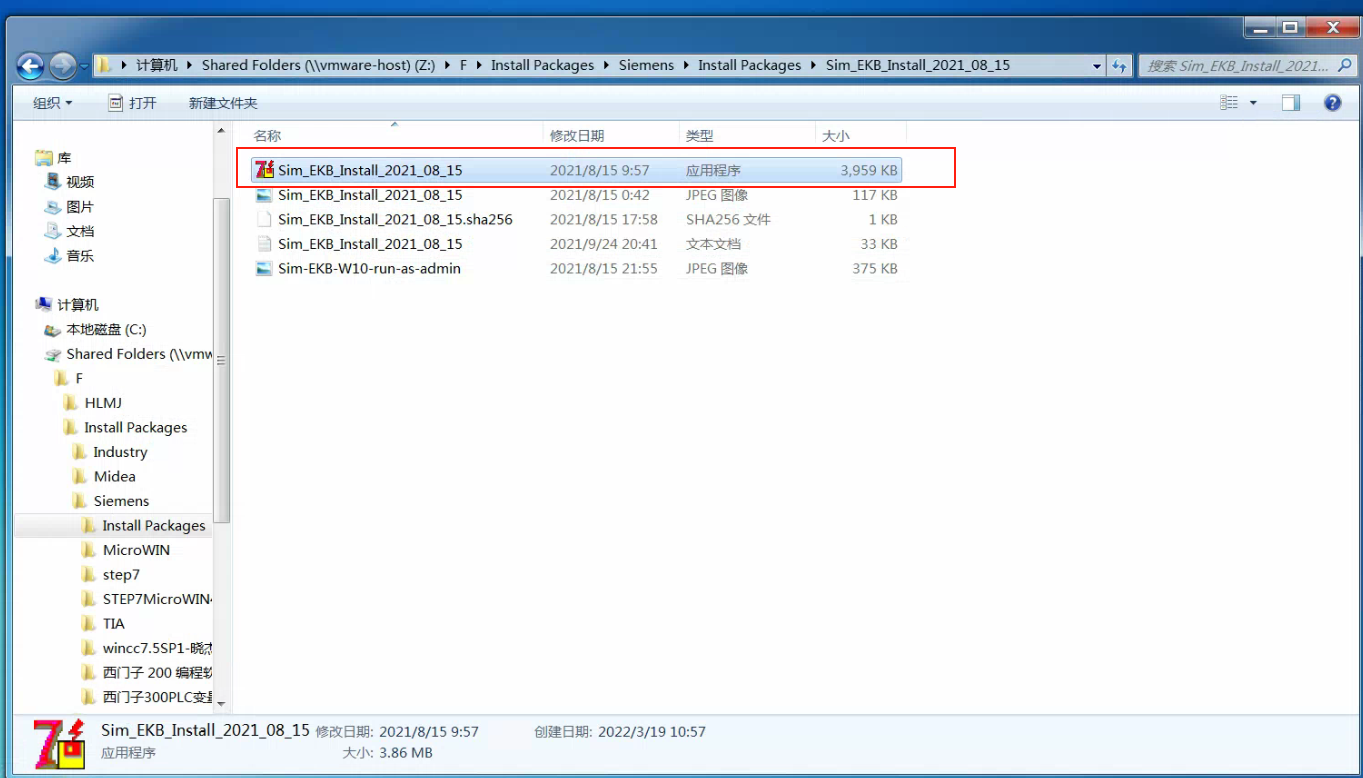 计算机 Shared Folders (\\vmware-host) (Z:) F Install Packages Siemens Install Packages Sim_EKB_Install_2021_08_15 搜索 Sim_EKB_Install_2021...
组织 打开 新建文件夹
名称 修改日期 类型 大小
Sim_EKB_Install_2021_08_15 2021/8/15 9:57 应用程序 3,959 KB
Sim_EKB_Install_2021_08_15 2021/8/15 0:42 JPEG 图像 117 KB
Sim_EKB_Install_2021_08_15.sha256 2021/8/15 17:58 SHA256 文件 1 KB
Sim_EKB_Install_2021_08_15 2021/9/24 20:41 文本文档 33 KB
Sim-EKB-W10-run-as-admin 2021/8/15 21:55 JPEG 图像 375 KB
库
视频
图片
文档
音乐
计算机
本地磁盘 (C:)
Shared Folders (\\vmw
F
HLMJ
Install Packages
Industry
Midea
Siemens
Install Packages
MicroWIN
step7
STEP7MicroWIN
TIA
wincc7.5SP1-晓杰
西门子 200 编程软
西门子300PLC变量
Sim_EKB_Install_2021_08_15 修改日期: 2021/8/15 9:57 创建日期: 2022/3/19 10:57
应用程序 大小: 3.86 MB